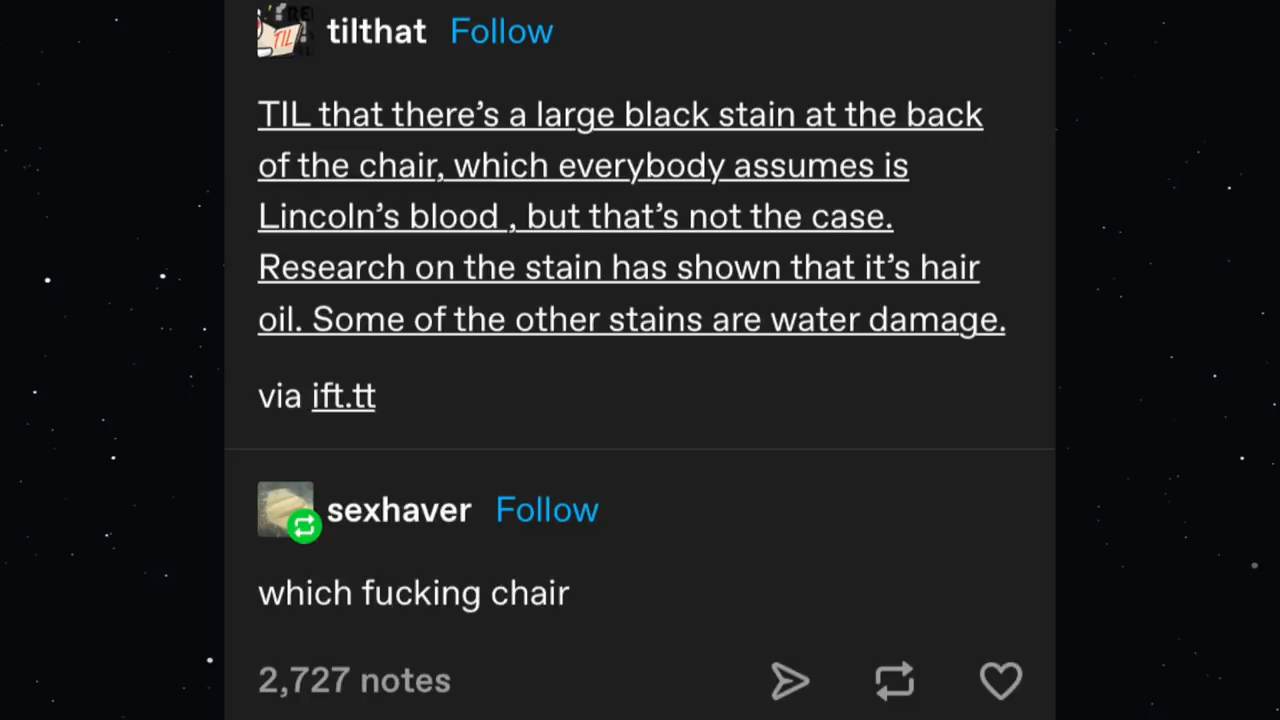 tilthat Follow
TIL that there's a large black stain at the back
of the chair, which everybody assumes is
Lincoln's blood , but that's not the case.
Research on the stain has shown that it's hair
oil. Some of the other stains are water damage.
via ift.tt
sexhaver Follow
which fucking chair
2,727 notes